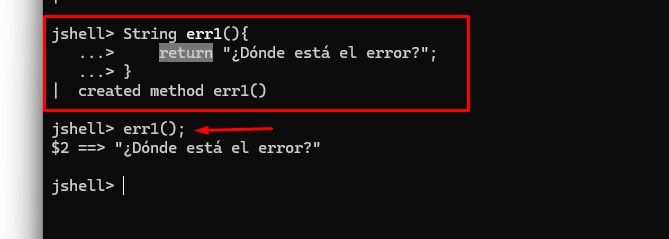 jshell> String err1(){
...> return "¿Dónde está el error?";
...> }
| created method err1()
jshell> err1();
$2 ==> "¿Dónde está el error?"
jshell>